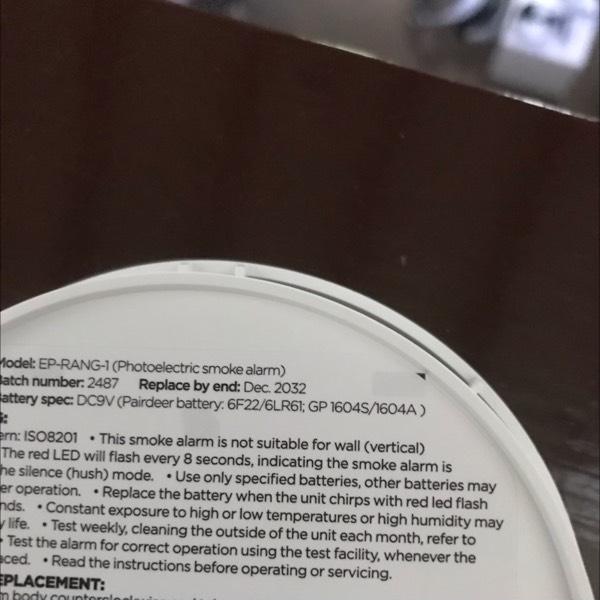 Model: EP-RANG-1 (Photoelectric smoke alarm)
Batch number: 2487 Replace by end: Dec. 2032
attery spec: DC9V (Pairdeer battery: 6F22/6LR61; GP 1604S/1604A )
S:
ern: ISO8201 • This smoke alarm is not suitable for wall (vertical)
The red LED will flash every 8 seconds, indicating the smoke alarm is
he silence (hush) mode. • Use only specified batteries, other batteries may
er operation. • Replace the battery when the unit chirps with red led flash
nds. • Constant exposure to high or low temperatures or high humidity may
y life. • Test weekly, cleaning the outside of the unit each month, refer to
• Test the alarm for correct operation using the test facility, whenever the
aced. • Read the instructions before operating or servicing.
EPLACEMENT:
m body